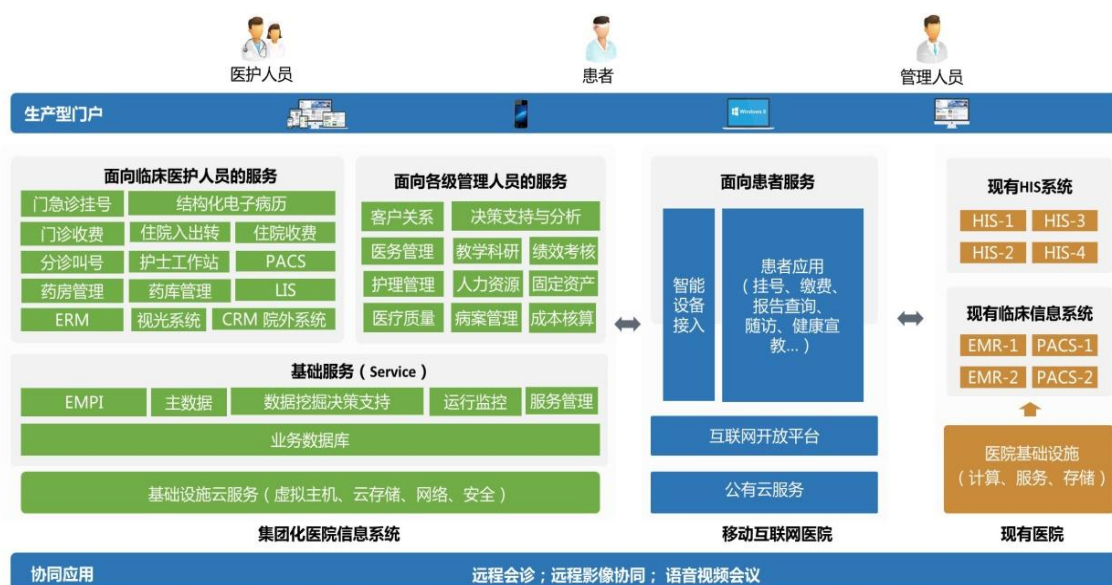 医护人员
患者
管理人员
生产型门户
Windows 8
面向临床医护人员的服务
门急诊挂号
结构化电子病历
门诊收费
住院入出转
住院收费
分诊叫号
护士工作站
PACS
药房管理
药库管理
LIS
ERM
视光系统
CRM 院外系统
面向各级管理人员的服务
客户关系
决策支持与分析
医务管理
教学科研
绩效考核
护理管理
人力资源
固定资产
医疗质量
病案管理
成本核算
基础服务（Service）
EMPI
主数据
数据挖掘决策支持
运行监控
服务管理
业务数据库
基础设施云服务（虚拟主机、云存储、网络、安全）
集团化医院信息系统
面向患者服务
智能
设备
接入
患者应用
（挂号、缴费、
报告查询、
随访、健康宣
教...）
互联网开放平台
公有云服务
移动互联网医院
现有HIS系统
HIS-1
HIS-3
HIS-2
HIS-4
现有临床信息系统
EMR-1
PACS-1
EMR-2
PACS-2
医院基础设施
（计算、服务、存储）
现有医院
协同应用
远程会诊；远程影像协同； 语音视频会议